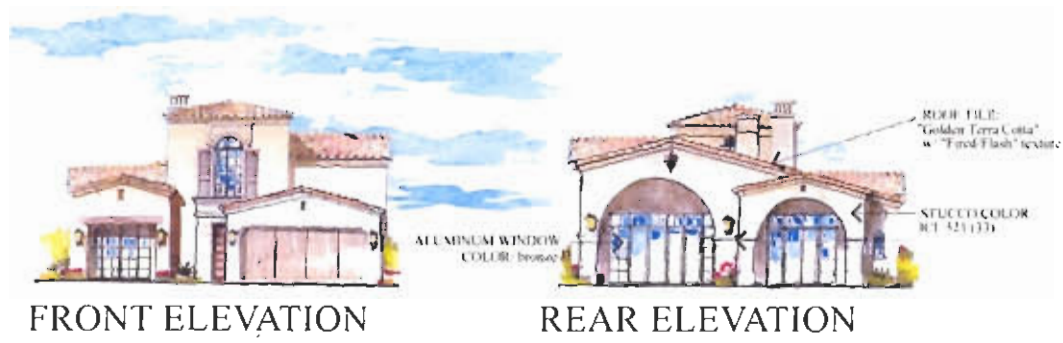 ROOF TILE:
"Golden Terra Cotta"
w/ "Fired Flash" texture
STUCCO COLOR
ALUMINUM WINDOW
COLOR: bronze
FRONT ELEVATION
REAR ELEVATION